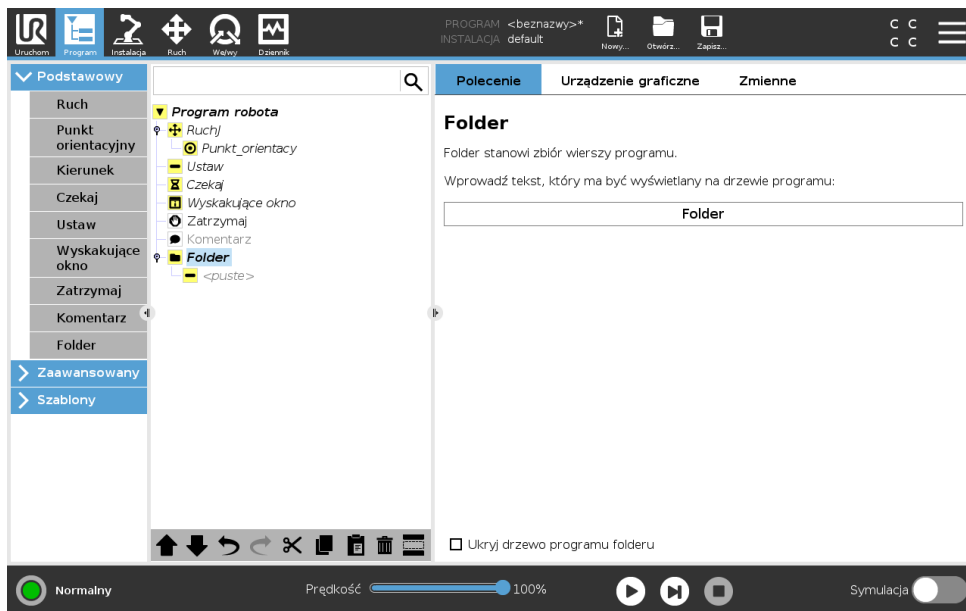 PROGRAM <beznazwy>*
INSTALACJA default
C C
C C
Uruchom Program Instalacja Ruch We/wy Dziennik Nowy... Otwórz... Zapisz...
Podstawowy
Ruch
Punkt
orientacyjny
Kierunek
Czekaj
Ustaw
Wyskakujące
okno
Zatrzymaj
Komentarz
Folder
Zaawansowany
Szablony
Program robota
RuchJ
Punkt_orientacy
Ustaw
Czekaj
Wyskakujące okno
Zatrzymaj
Komentarz
Folder
<puste>
Polecenie Urządzenie graficzne Zmienne
Folder
Folder stanowi zbiór wierszy programu.
Wprowadź tekst, który ma być wyświetlany na drzewie programu:
Folder
Ukryj drzewo programu folderu
Normalny Prędkość 100% Symulacja